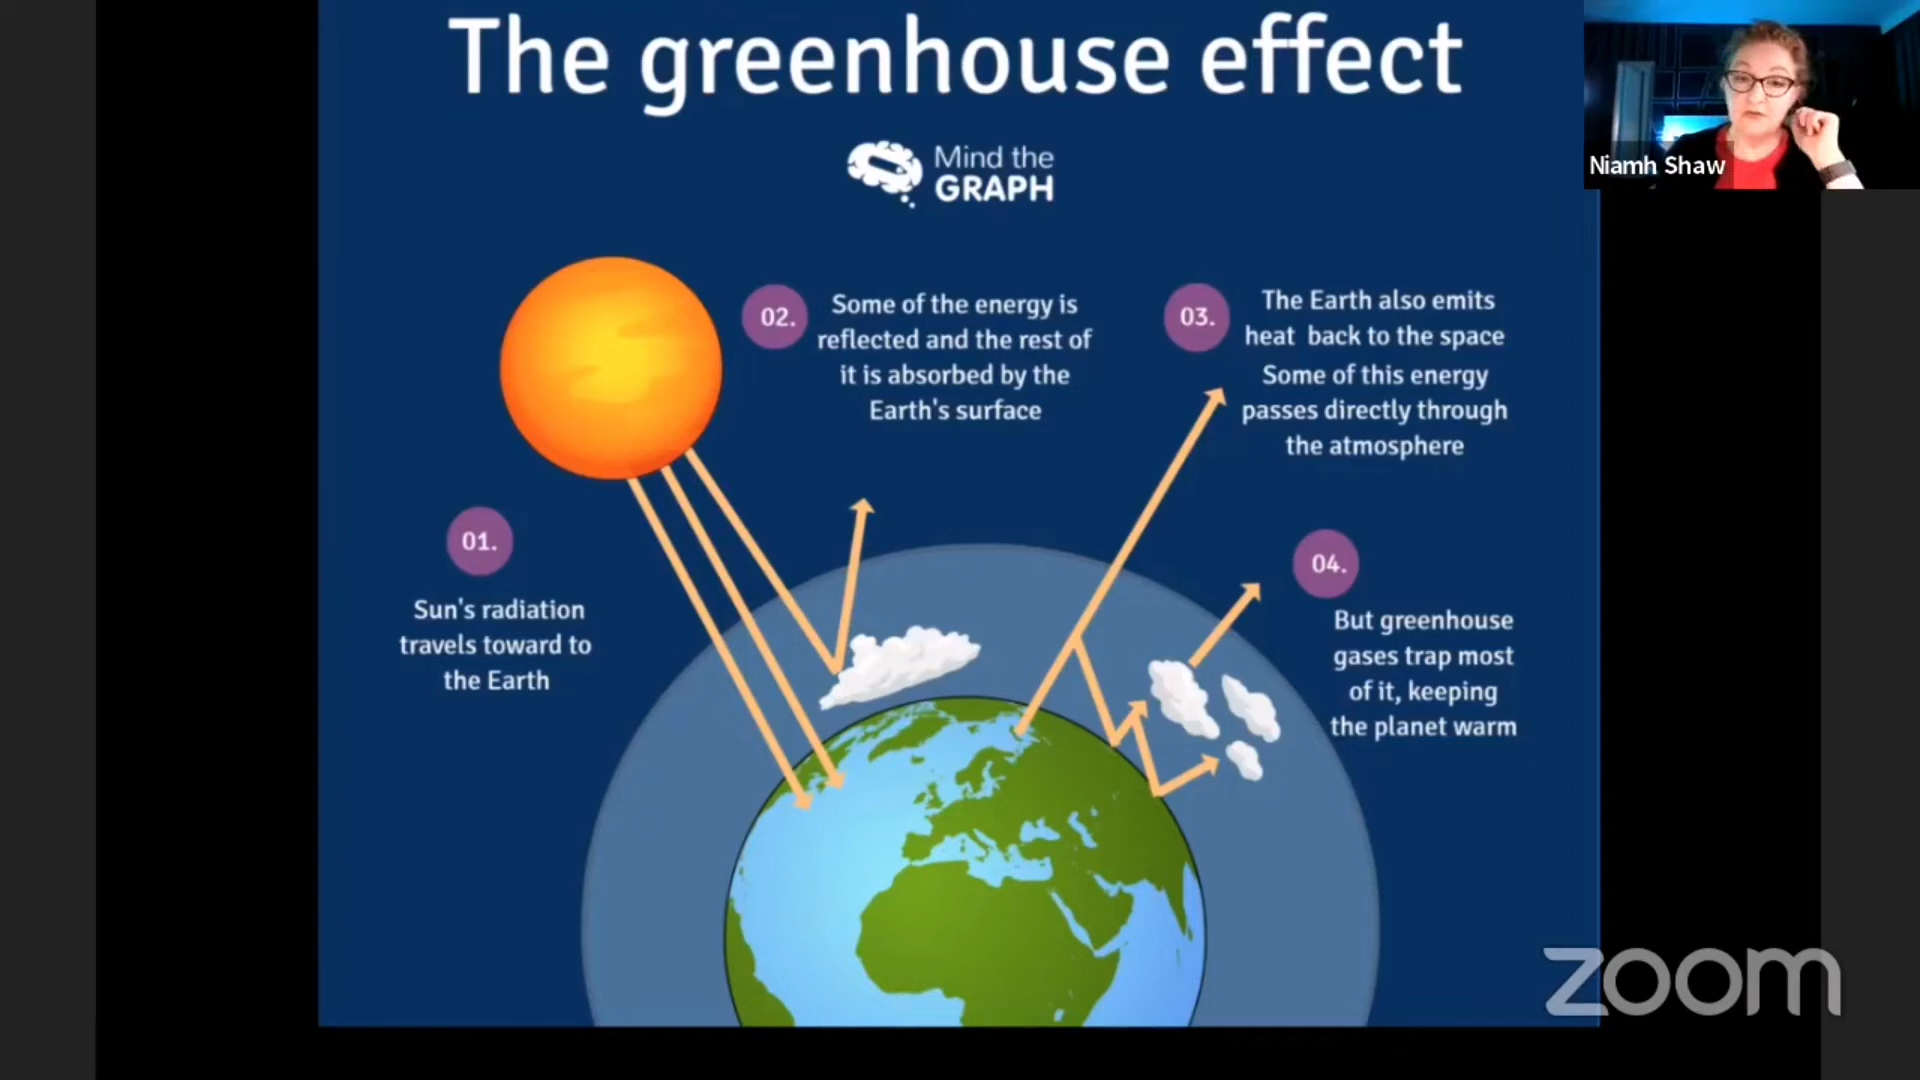 The greenhouse effect
Mind the
GRAPH
Niamh Shaw
01.
Sun's radiation
travels toward to
the Earth
02.
Some of the energy is
reflected and the rest of
it is absorbed by the
Earth's surface
03.
The Earth also emits
heat back to the space
Some of this energy
passes directly through
the atmosphere
04.
But greenhouse
gases trap most
of it, keeping
the planet warm
zoom